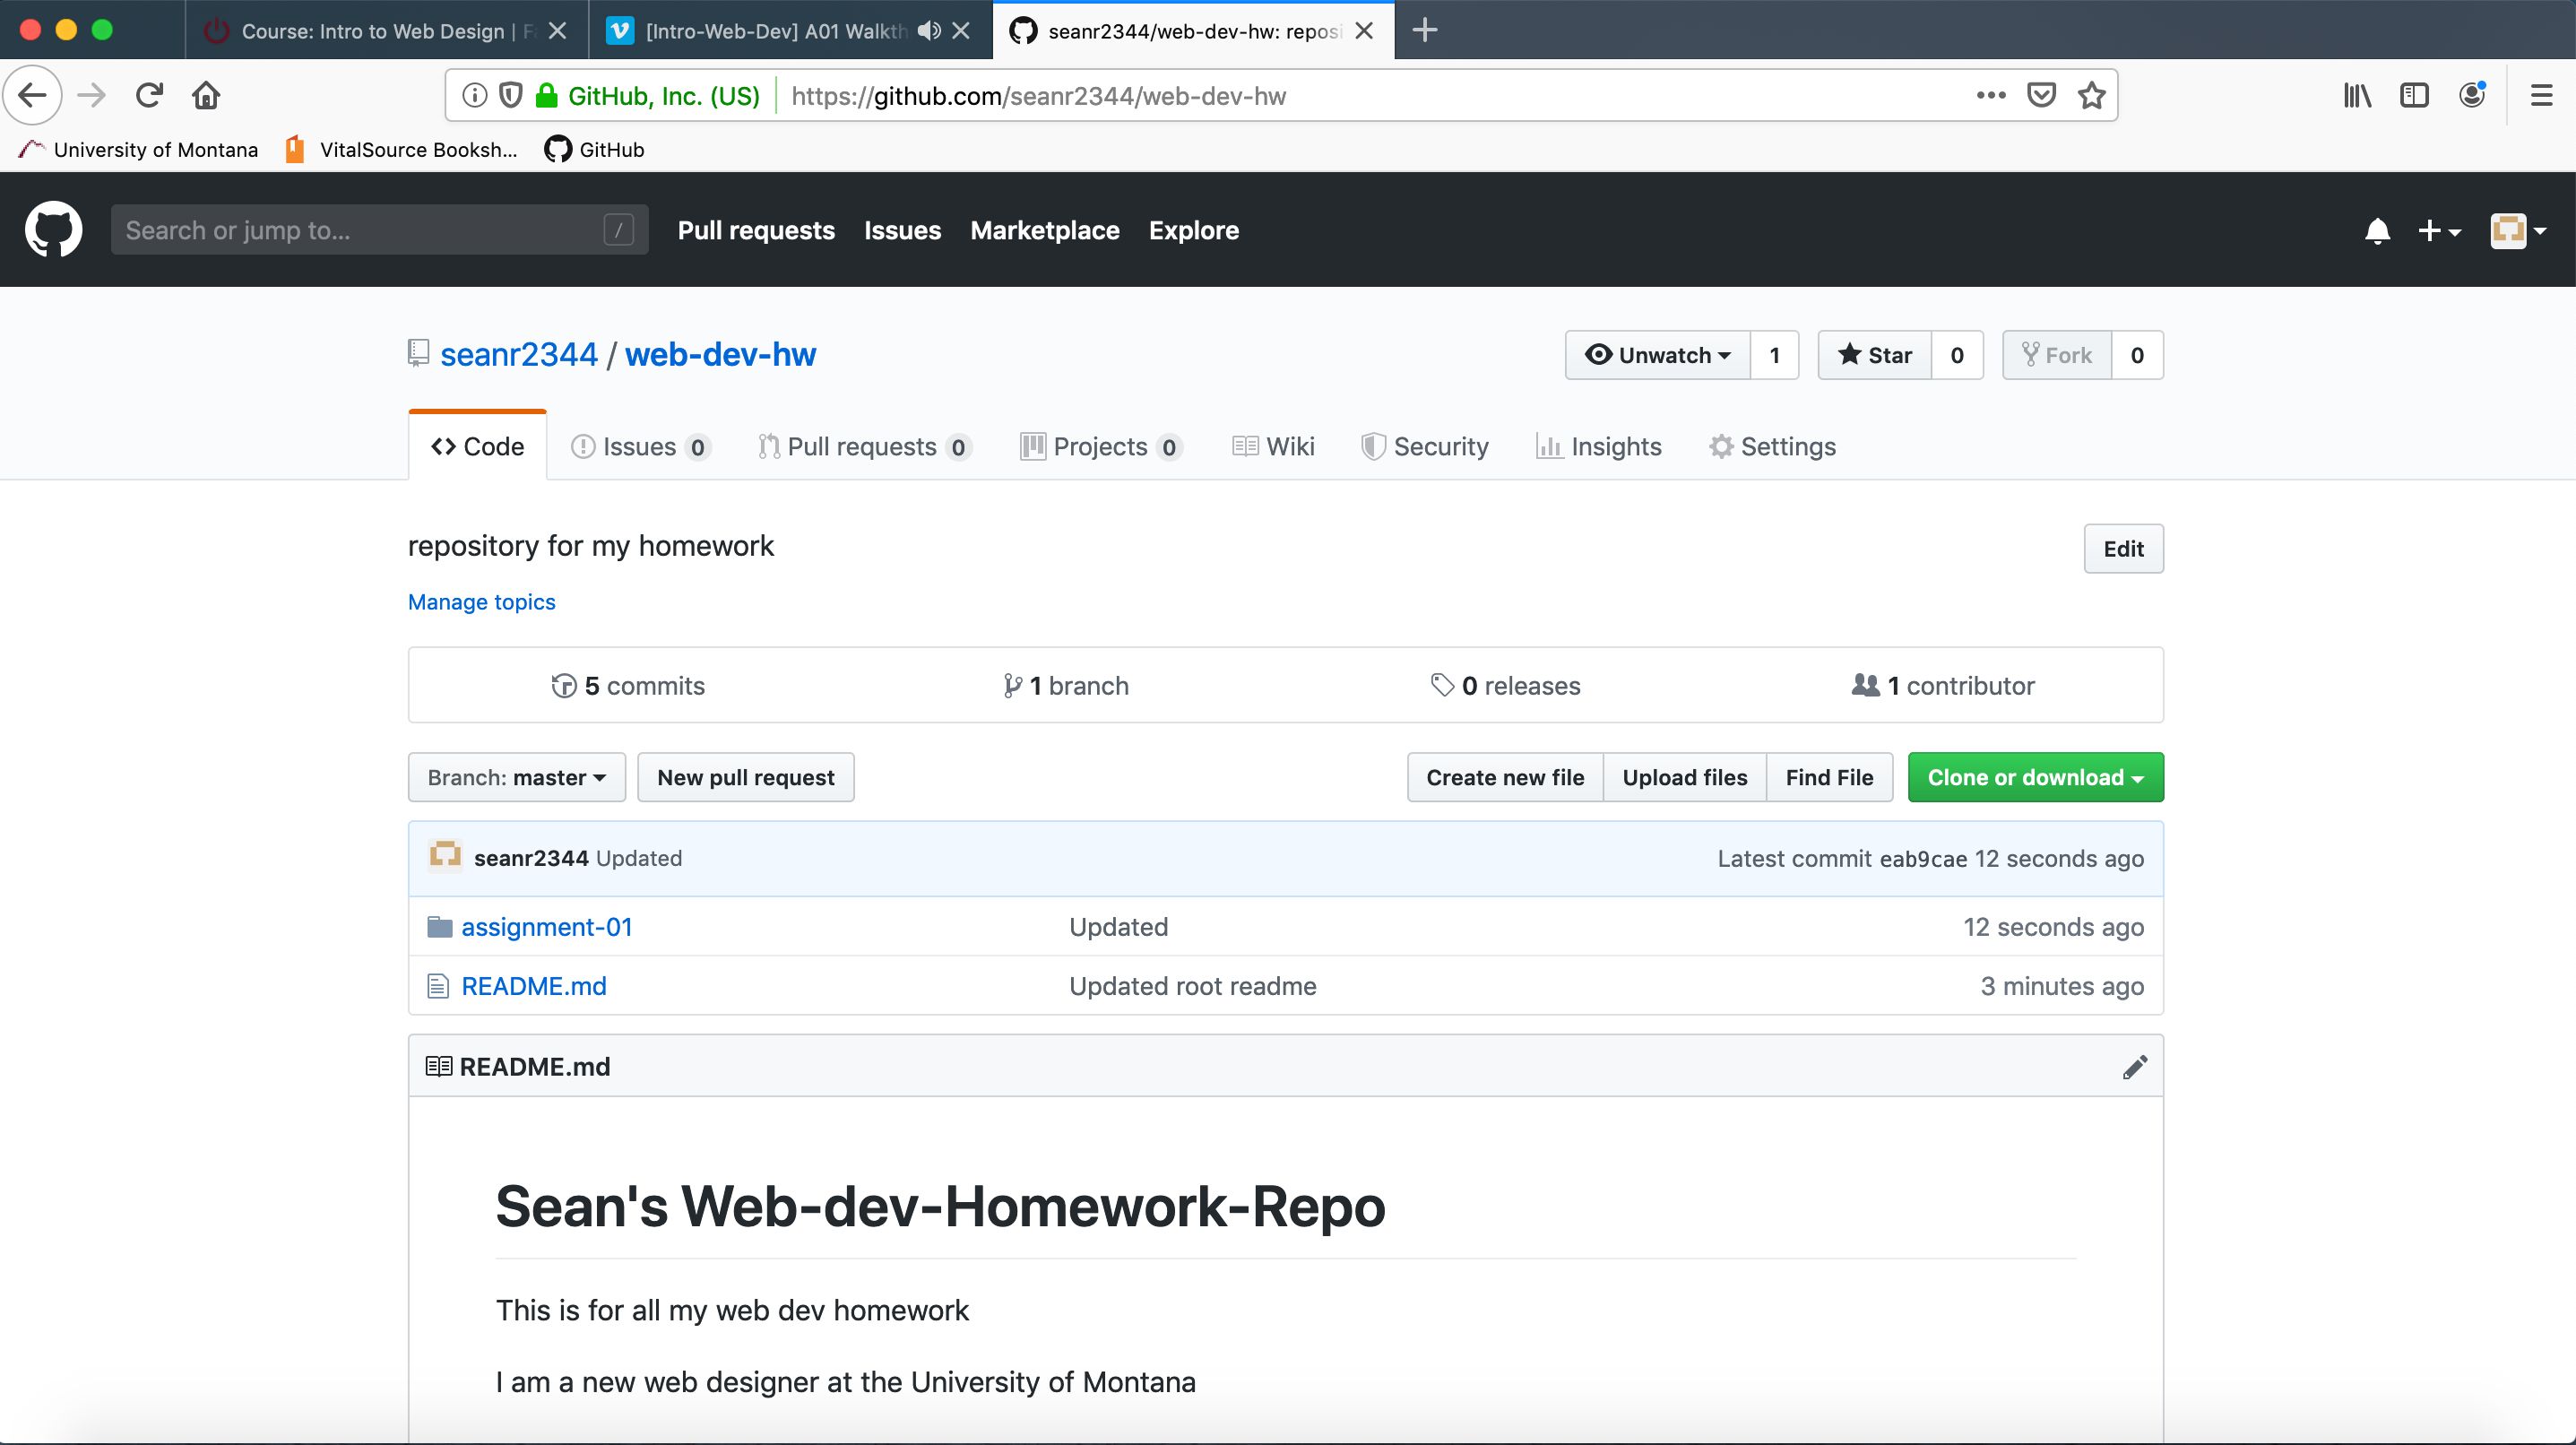 Course: Intro to Web Design | Fa
[Intro-Web-Dev] A01 Walkth
seanr2344/web-dev-hw: reposi
GitHub, Inc. (US) https://github.com/seanr2344/web-dev-hw
University of Montana VitalSource Booksh... GitHub
Search or jump to... / Pull requests Issues Marketplace Explore
seanr2344 / web-dev-hw Unwatch 1 Star 0 Fork 0
Code Issues 0 Pull requests 0 Projects 0 Wiki Security Insights Settings
repository for my homework Edit
Manage topics
5 commits 1 branch 0 releases 1 contributor
Branch: master New pull request Create new file Upload files Find File Clone or download
seanr2344 Updated Latest commit eab9cae 12 seconds ago
assignment-01 Updated 12 seconds ago
README.md Updated root readme 3 minutes ago
README.md
Sean's Web-dev-Homework-Repo
This is for all my web dev homework
I am a new web designer at the University of Montana